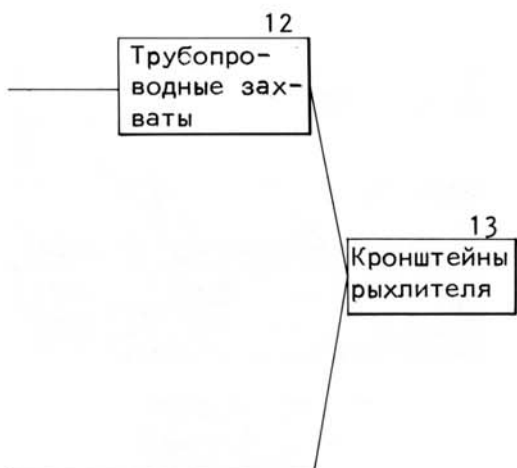 12
Трубопро-
водные зах-
ваты
13
Кронштейны
рыхлителя